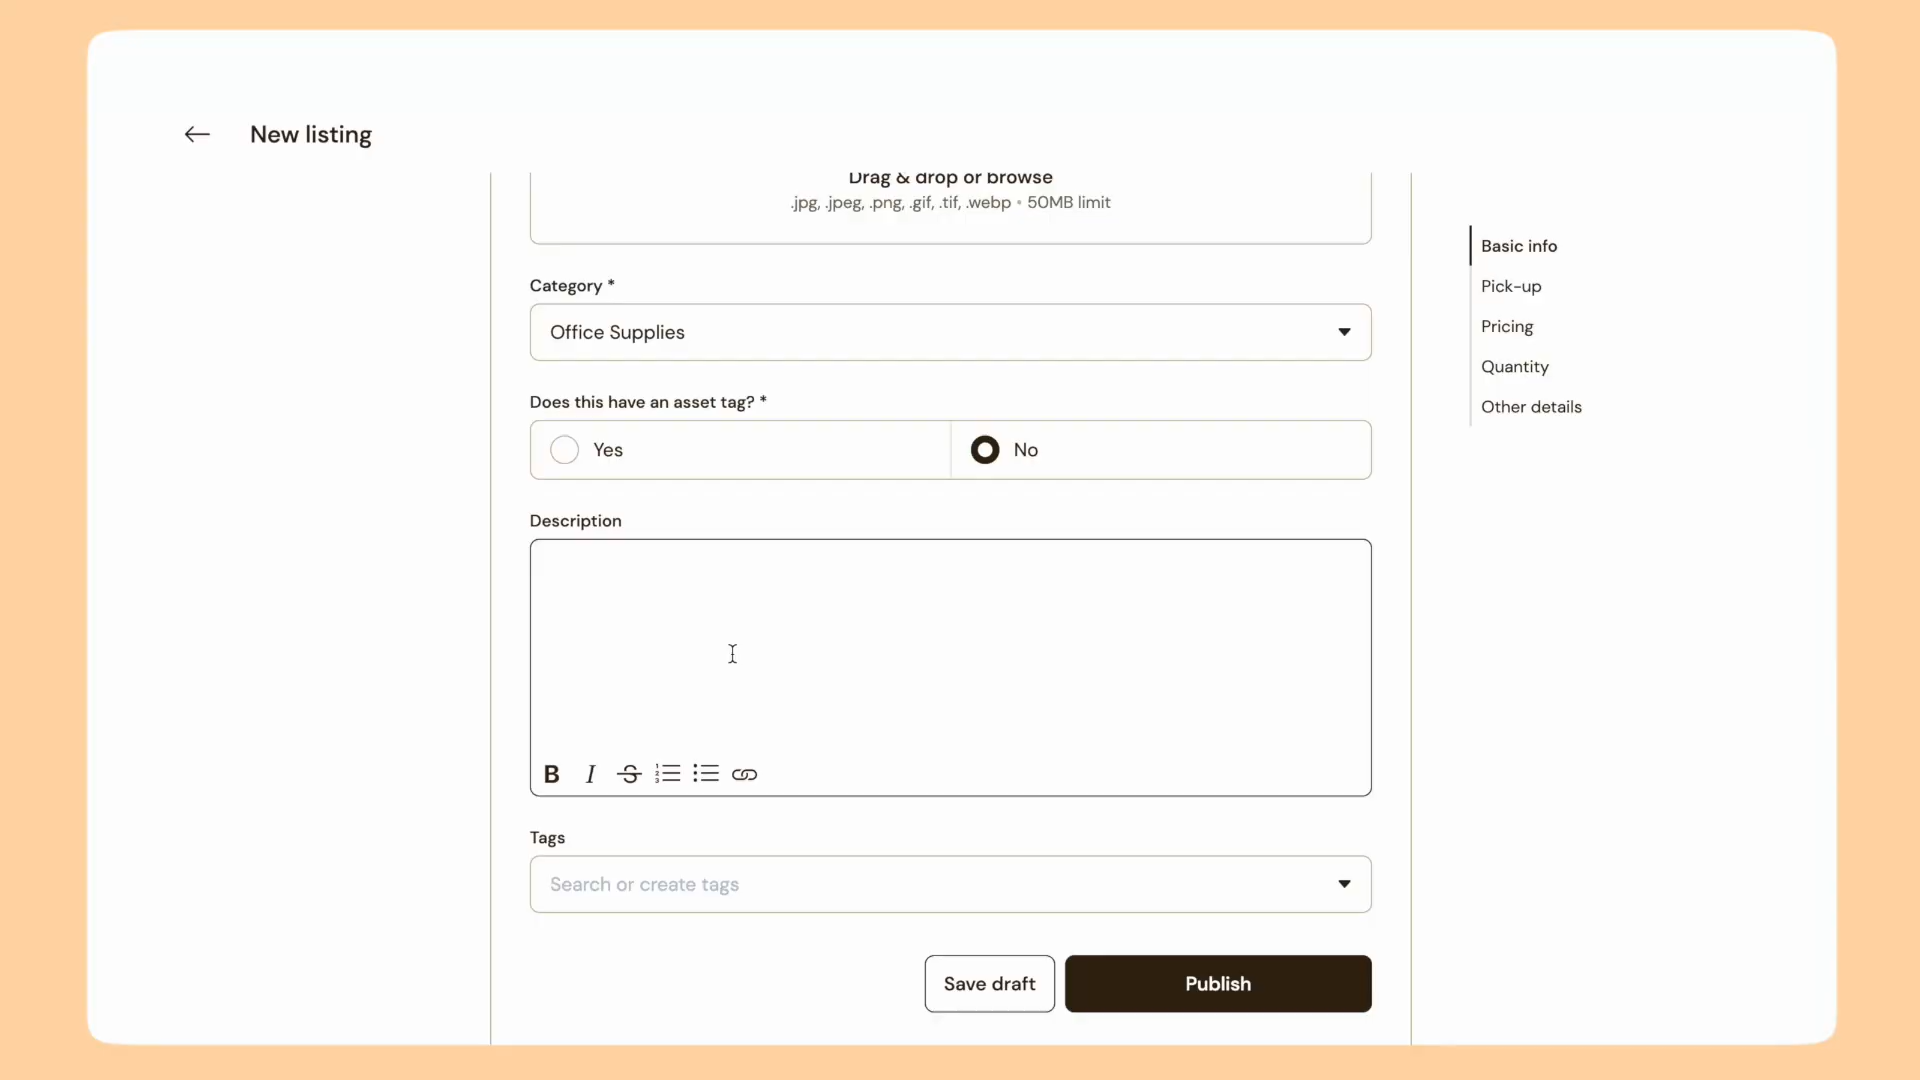 New listing
Drag & drop or browse
.jpg, .jpeg, .png, .gif, .tif, .webp • 50MB limit
Category *
Office Supplies
Does this have an asset tag? *
Yes
No
Description
B I S
Tags
Search or create tags
Save draft
Publish
Basic info
Pick-up
Pricing
Quantity
Other details